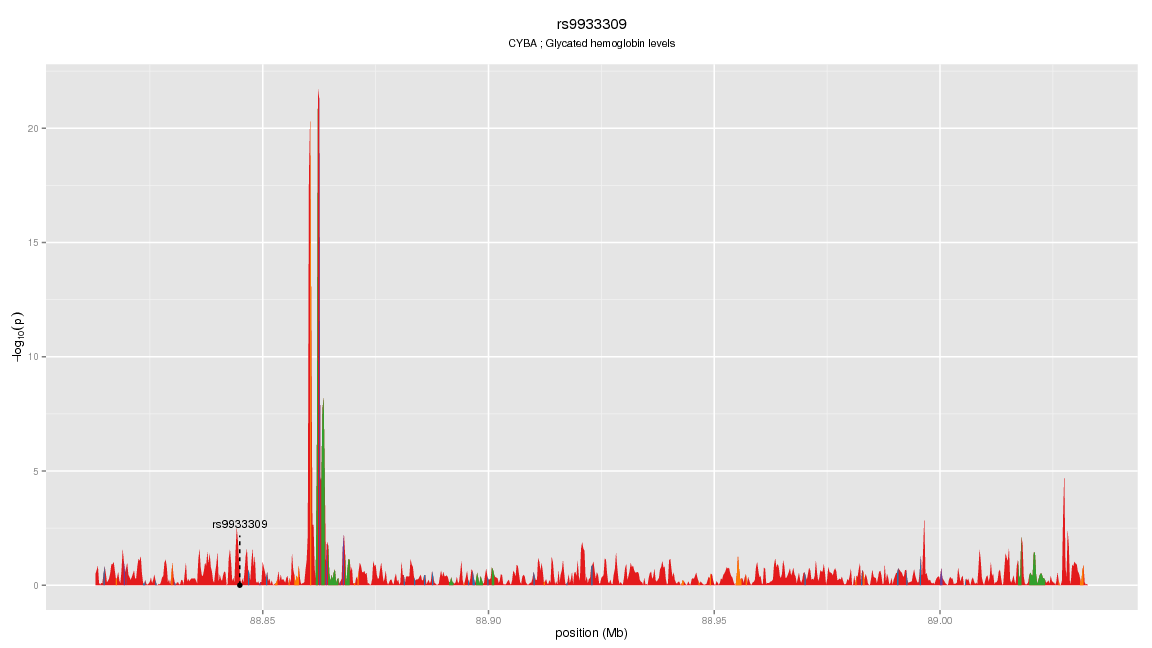 rs9933309
CYBA ; Glycated hemoglobin levels
20
15
10
5
0
-log10(p)
rs9933309
88.85
88.90
88.95
89.00
position (Mb)